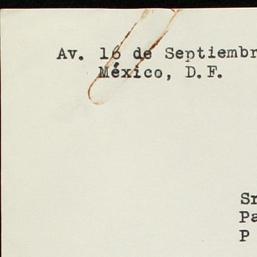 Av. 16 de Septiembr
México, D.F.
Sr
Pa
P